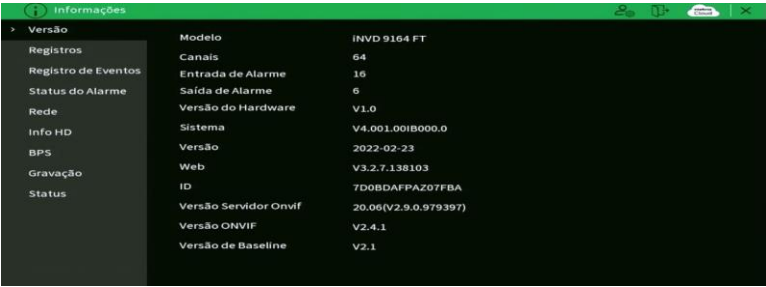 Informações
Cloud
> Versão
Registros
Registro de Eventos
Status do Alarme
Rede
Info HD
BPS
Gravação
Status
Modelo iNVD 9164 FT
Canais 64
Entrada de Alarme 16
Saída de Alarme 6
Versão do Hardware V1.0
Sistema V4.001.00IB000.0
Versão 2022-02-23
Web V3.2.7.138103
ID 7D0BDAFPAZ07FBA
Versão Servidor Onvif 20.06(V2.9.0.979397)
Versão ONVIF V2.4.1
Versão de Baseline V2.1